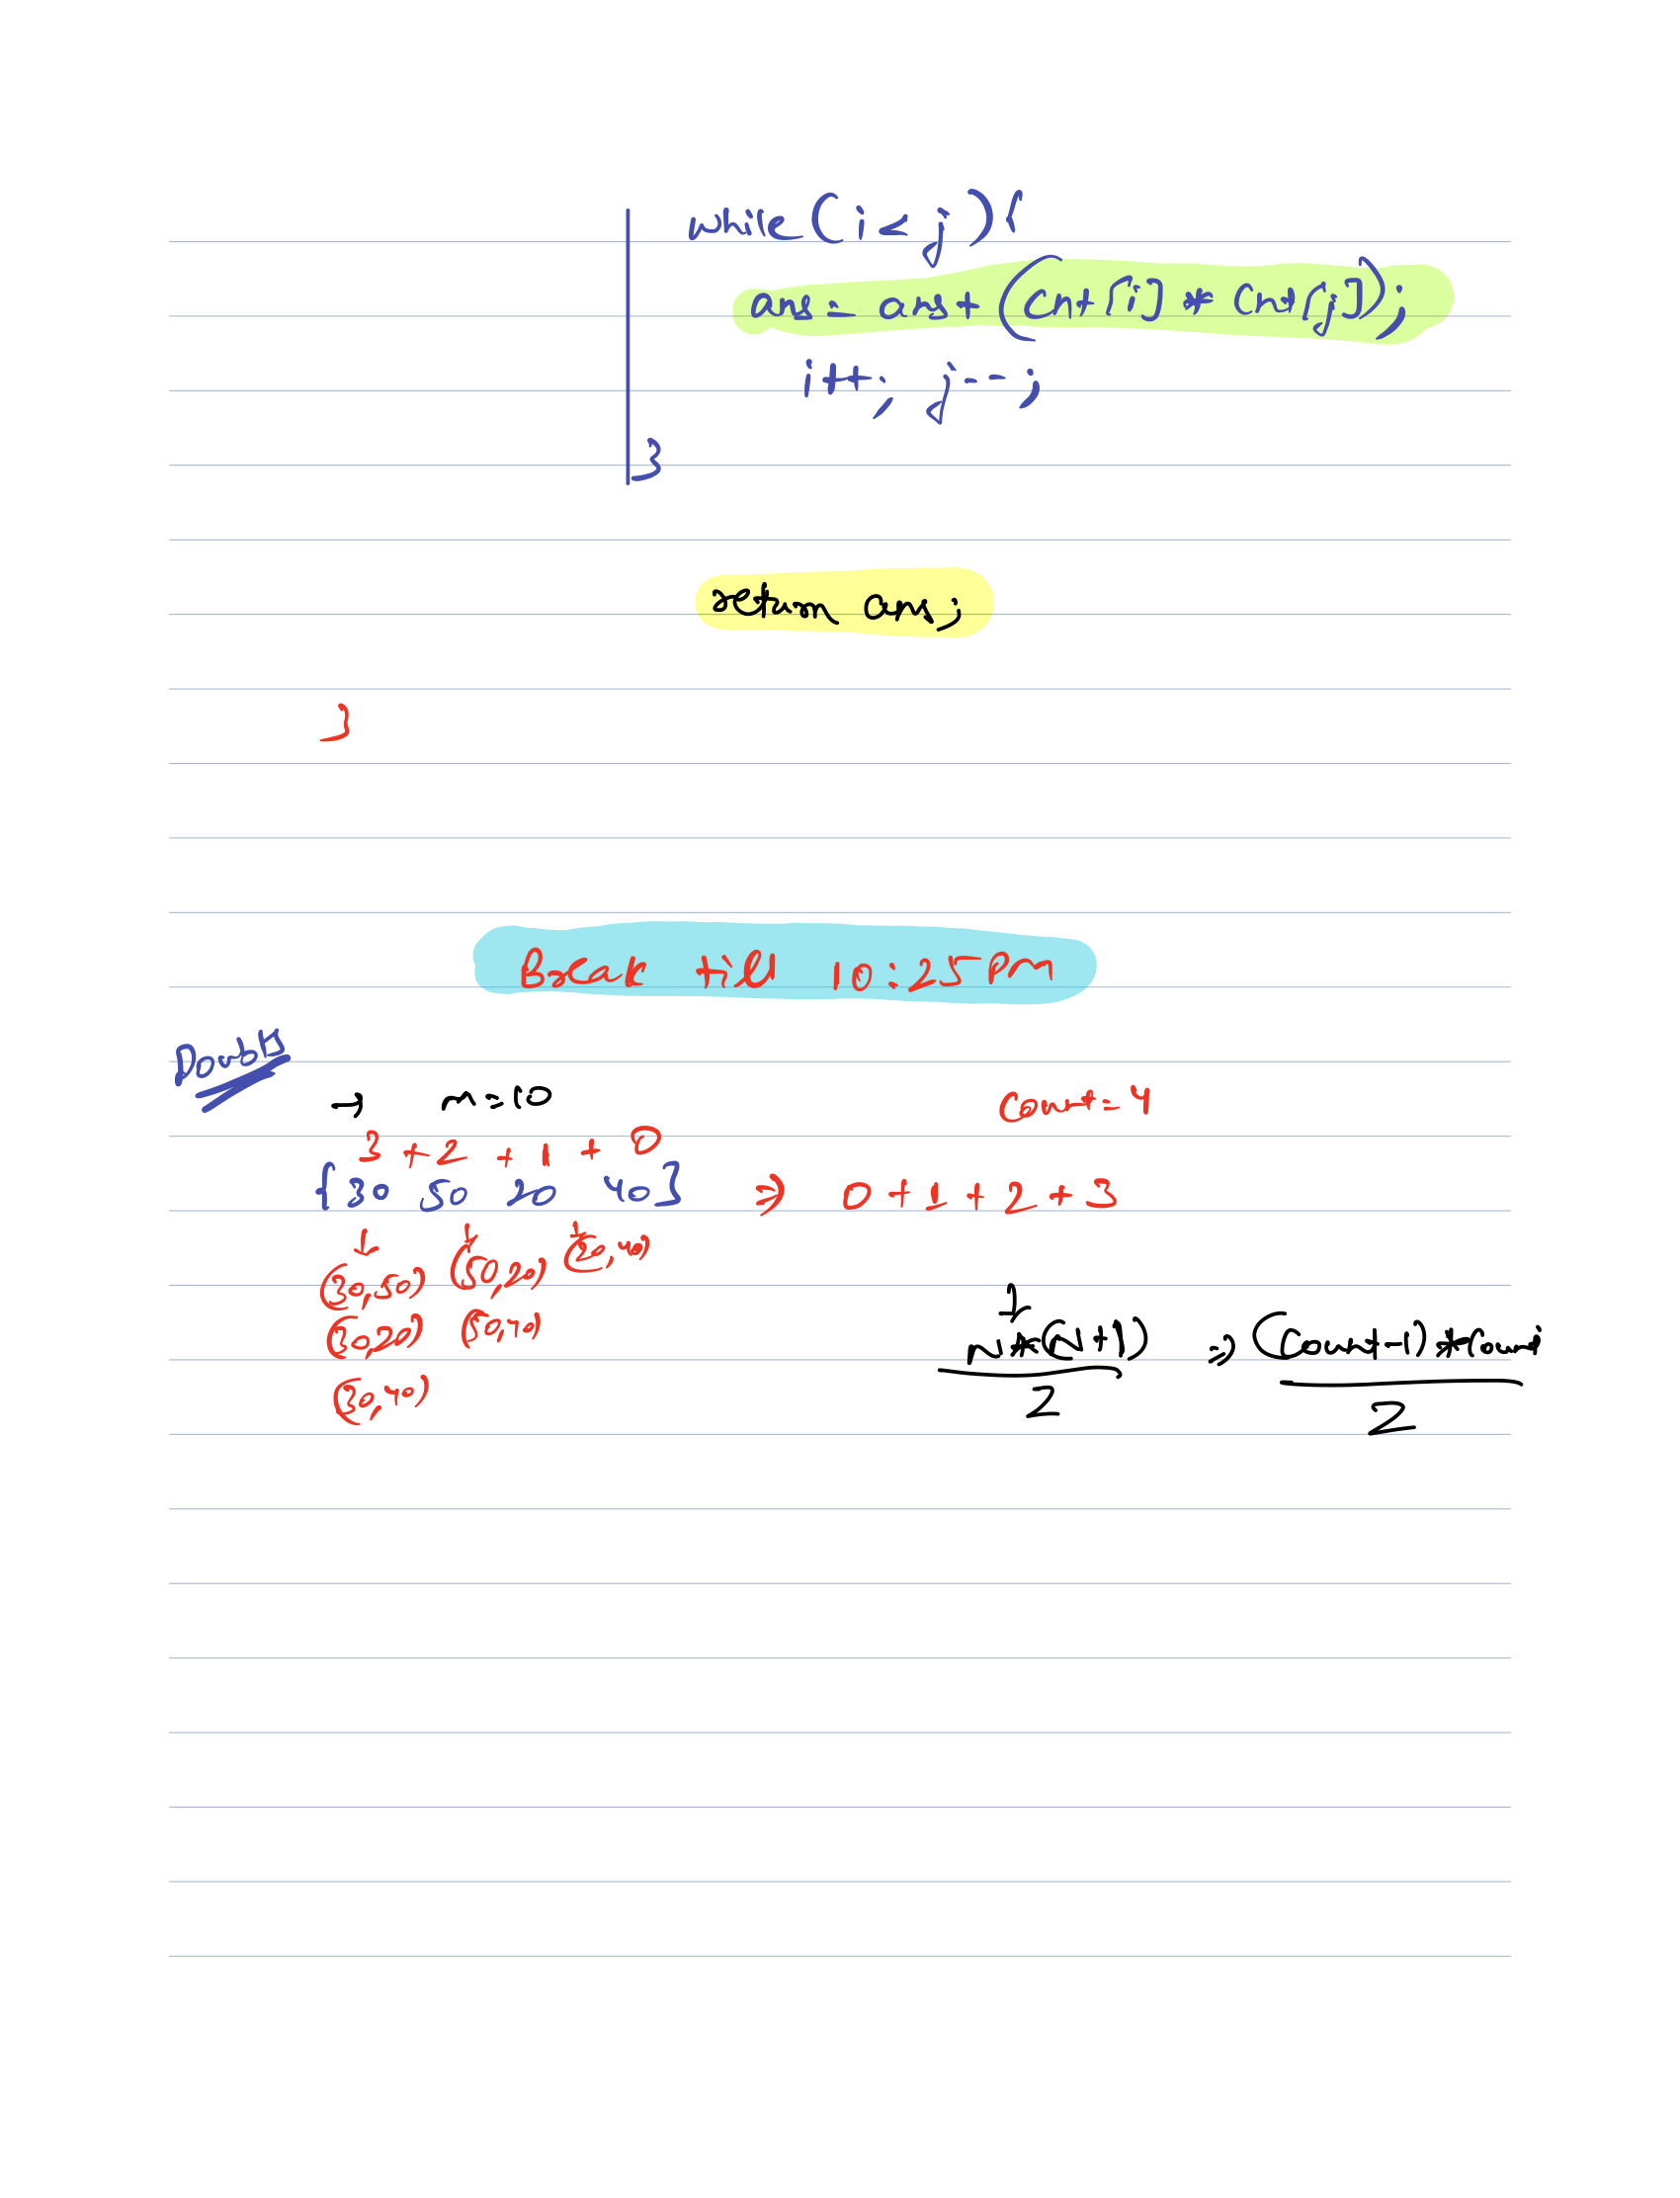 while(i<j){
ans = ans + (cnt[i] * cnt[j]);
i++; j--;
}
return ans;
}
Break till 10:25 PM
Doubts
→ m=10 Count=4
3 + 2 + 1 + 0
{30 50 20 40} ⇒ 0+1+2+3
↓ ↓ ↓
(30,50) (50,20) (20,40)
(30,20) (50,40)
(30,40)
N*(N+1)/2 ⇒ (Count-1)*Count/2